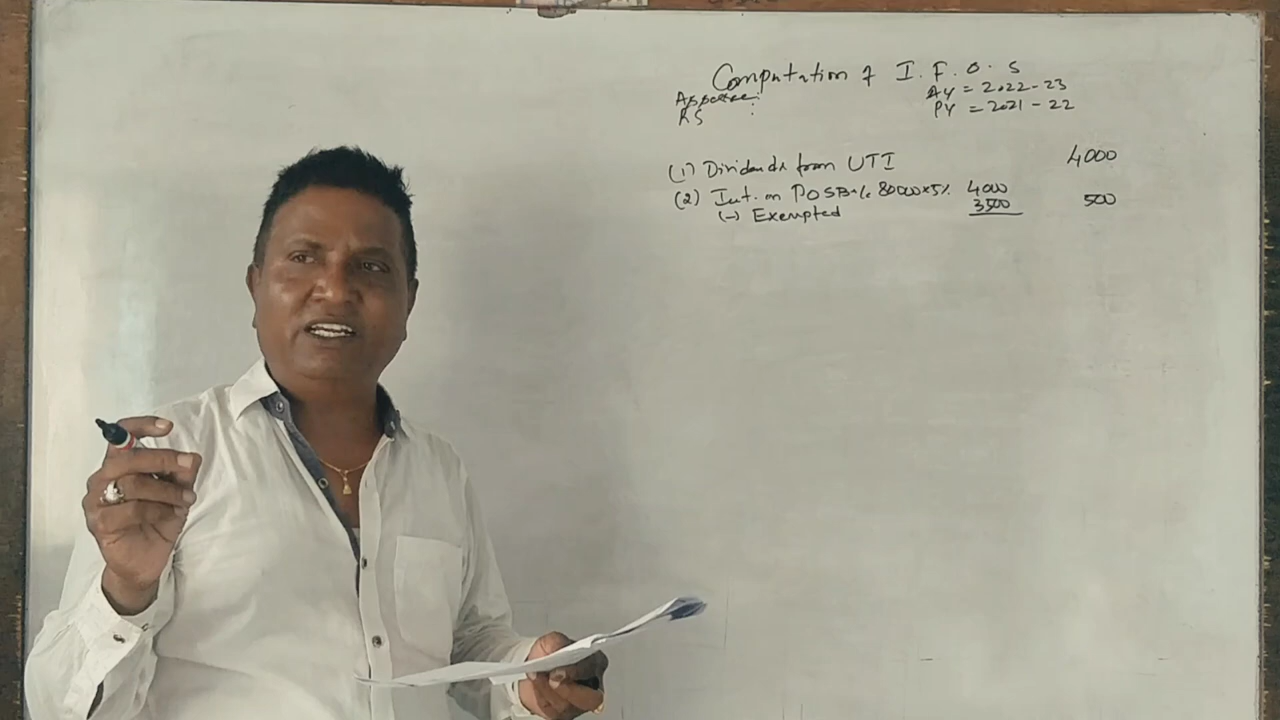 Computation of I. F. O. S
Assessee: AY = 2022-23
RS : PY = 2021-22
(1) Dividends from UTI 4000
(2) Int. on POSB A/c 80000×5% 4000
(-) Exempted 3500 500